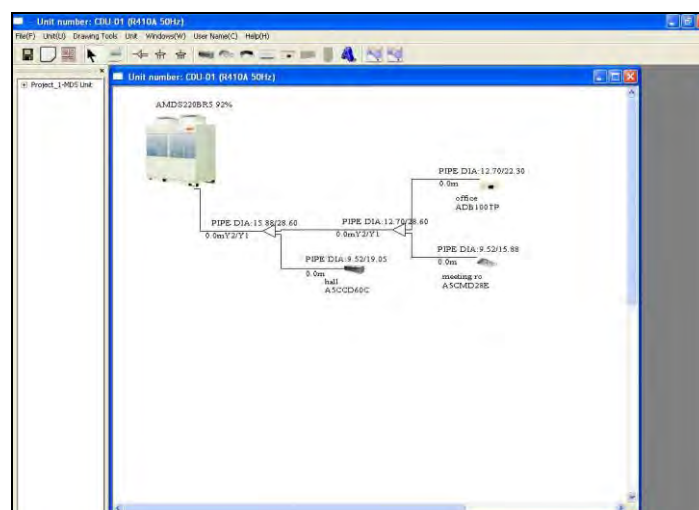 Unit number: CDU-01 (R410A 50Hz)
File(F) Unit(U) Drawing Tools Unit Windows(W) User Name(C) Help(H)
Project_1-MDS Unit
Unit number: CDU-01 (R410A 50Hz)
AMDS220BR5 92%
PIPE DIA:12.70/22.30
0.0m
office
ADB100TP
PIPE DIA:15.88/28.60
0.0mY2/Y1
PIPE DIA:12.70/28.60
0.0mY2/Y1
PIPE DIA:9.52/19.05
0.0m
hall
A5CCD60C
PIPE DIA:9.52/15.88
0.0m
meeting ro
A5CMD28E